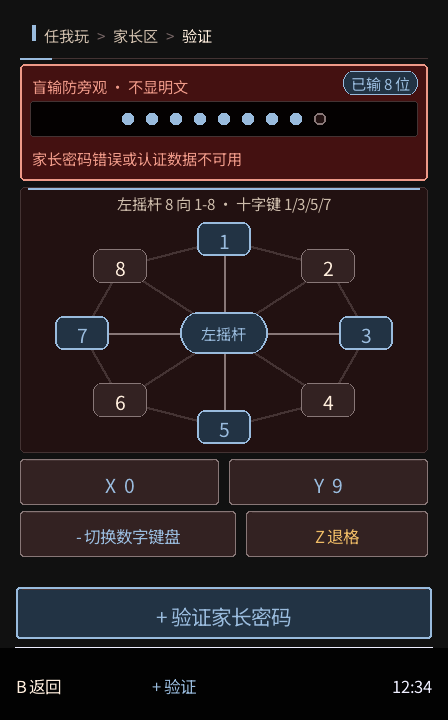 任我玩 > 家长区 > 验证
盲输防旁观 · 不显明文
已输 8 位
家长密码错误或认证数据不可用
左摇杆 8 向 1-8 · 十字键 1/3/5/7
1
8
2
7
左摇杆
3
6
4
5
X 0
Y 9
- 切换数字键盘
Z 退格
+ 验证家长密码
B 返回
+ 验证
12:34